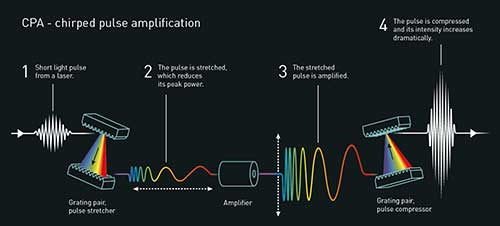 CPA - chirped pulse amplification
1 Short light pulse
from a laser.
2 The pulse is stretched,
which reduces
its peak power.
3 The stretched
pulse is amplified.
4 The pulse is compressed
and its intensity increases
dramatically.
Grating pair,
pulse stretcher
Amplifier
Grating pair,
pulse compressor